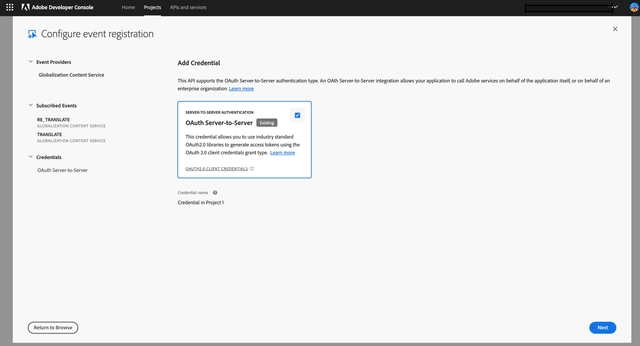 Adobe Developer Console
Home
Projects
APIs and services
Configure event registration
Event Providers
Globalization Content Service
Subscribed Events
RE_TRANSLATE
GLOBALIZATION CONTENT SERVICE
TRANSLATE
GLOBALIZATION CONTENT SERVICE
Credentials
OAuth Server-to-Server
Add Credential
This API supports the OAuth Server-to-Server authentication type. An OAth Server-to-Server integration allows your application to call Adobe services on behalf of the application itself, or on behalf of an
enterprise organization. Learn more
SERVER-TO-SERVER AUTHENTICATION
OAuth Server-to-Server Existing
This credential allows you to use industry standard
OAuth2.0 libraries to generate access tokens using the
OAuth 2.0 client credentials grant type. Learn more
OAUTH2.0 CLIENT CREDENTIALS
Credential name
Credential in Project1
Return to Browse
Next